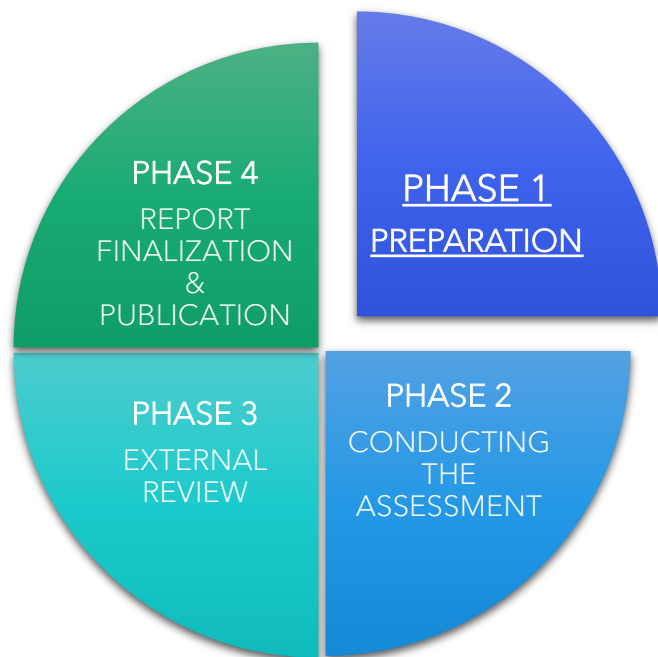 PHASE 1
PREPARATION
PHASE 2
CONDUCTING
THE
ASSESSMENT
PHASE 3
EXTERNAL
REVIEW
PHASE 4
REPORT
FINALIZATION
&
PUBLICATION